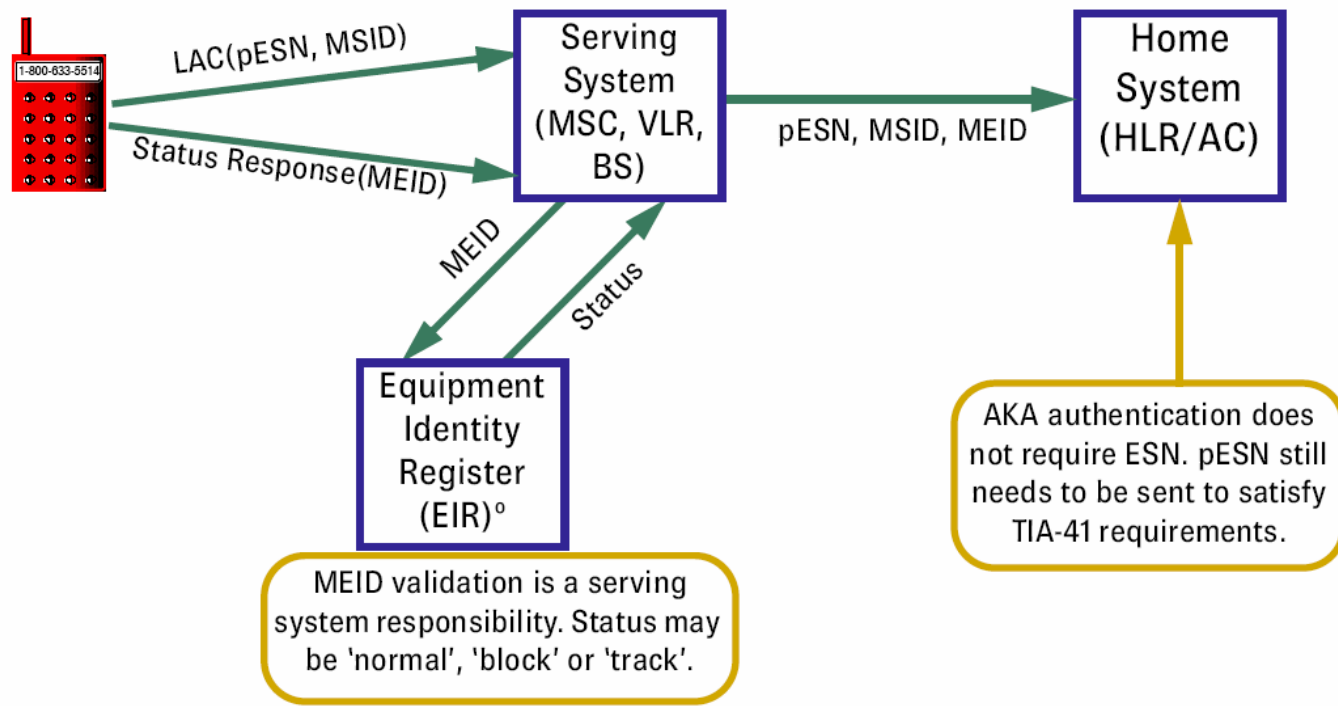 1-800-633-5514
LAC(pESN, MSID)
Status Response(MEID)
Serving
System
(MSC, VLR,
BS)
pESN, MSID, MEID
Home
System
(HLR/AC)
MEID
Status
Equipment
Identity
Register
(EIR)º
MEID validation is a serving
system responsibility. Status may
be ‘normal’, ‘block’ or ‘track’.
AKA authentication does
not require ESN. pESN still
needs to be sent to satisfy
TIA-41 requirements.